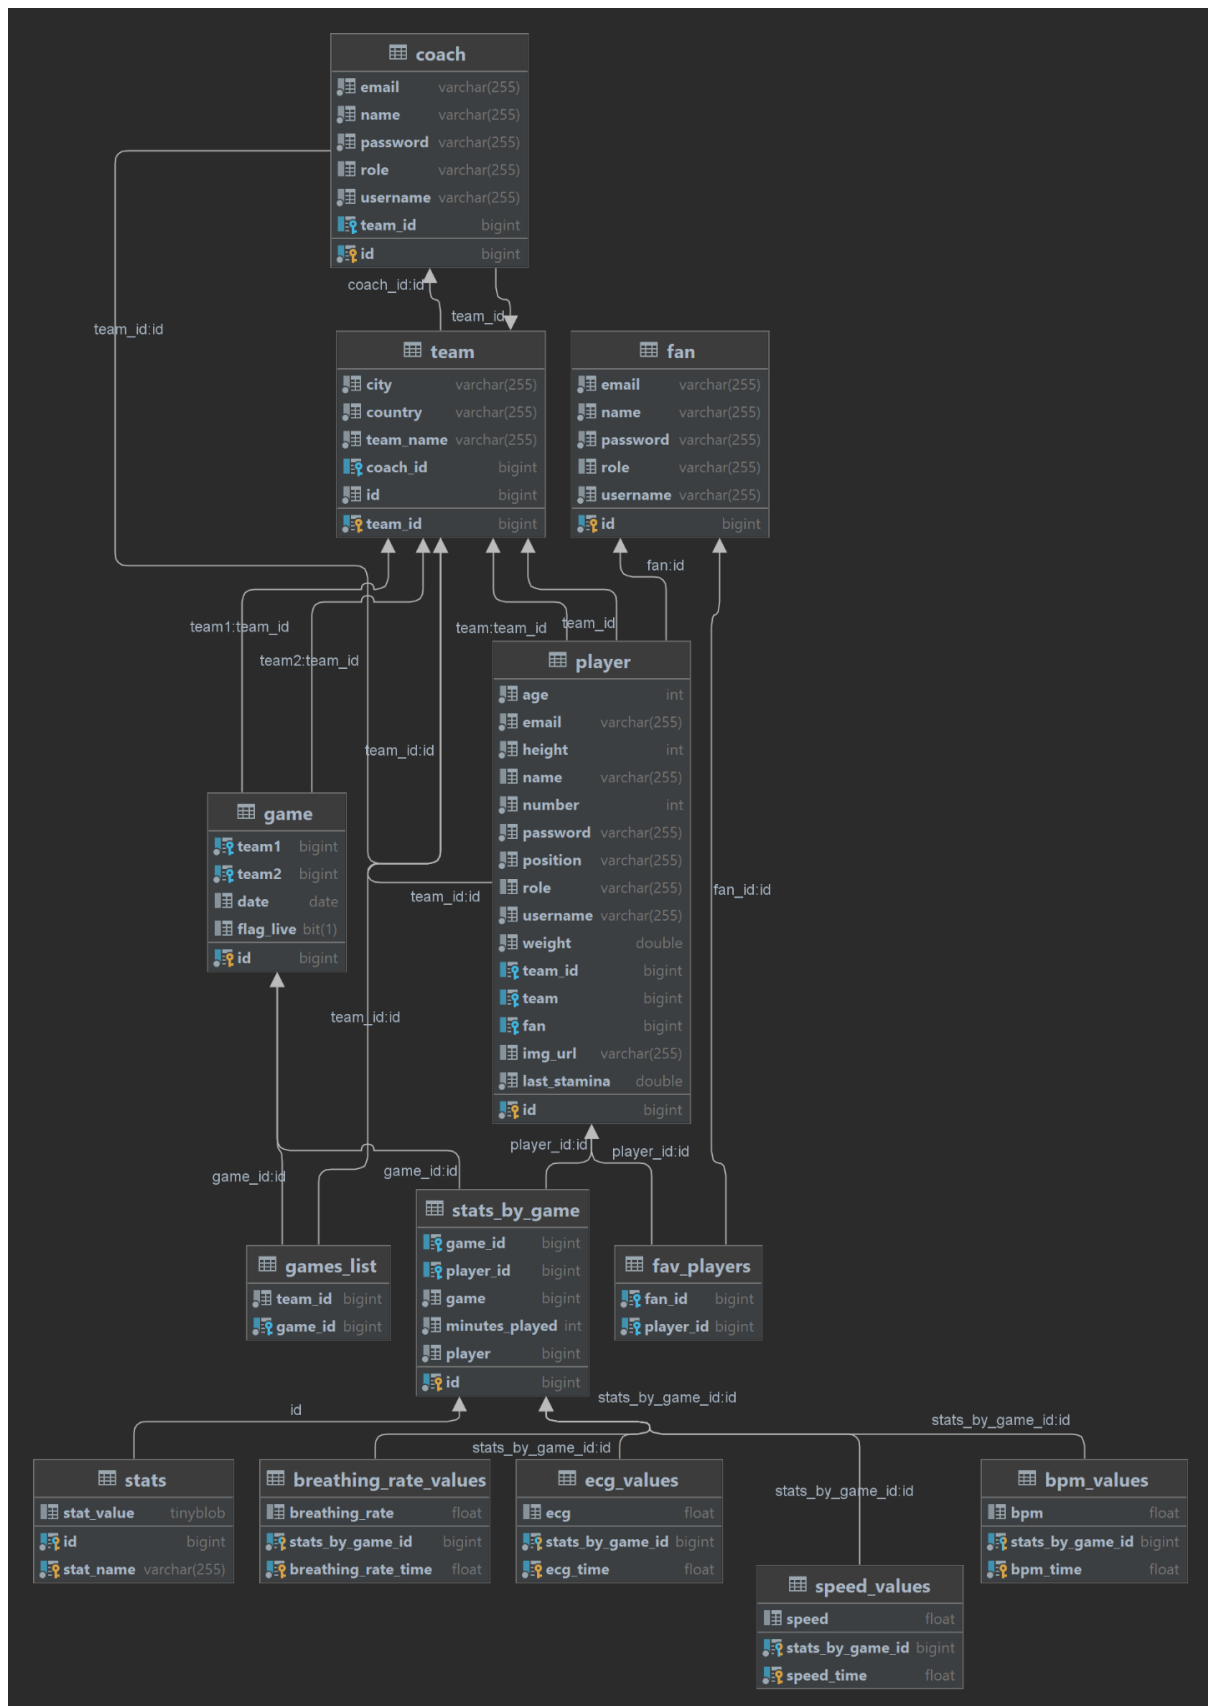 coach
email varchar(255)
name varchar(255)
password varchar(255)
role varchar(255)
username varchar(255)
team_id bigint
id bigint
coach_id:id
team_id
team_id:id
team
city varchar(255)
country varchar(255)
team_name varchar(255)
coach_id bigint
id bigint
team_id bigint
fan
email varchar(255)
name varchar(255)
password varchar(255)
role varchar(255)
username varchar(255)
id bigint
fan:id
team1:team_id
team2:team_id
team:team_id
team_id
player
age int
email varchar(255)
height int
name varchar(255)
number int
password varchar(255)
position varchar(255)
role varchar(255)
username varchar(255)
weight double
team_id bigint
team bigint
fan bigint
img_url varchar(255)
last_stamina double
id bigint
team_id:id
game
team1 bigint
team2 bigint
date date
flag_live bit(1)
id bigint
team_id:id
fan_id:id
team_id:id
player_id:id
player_id:id
game_id:id
game_id:id
stats_by_game
game_id bigint
player_id bigint
game bigint
minutes_played int
player bigint
id bigint
games_list
team_id bigint
game_id bigint
fav_players
fan_id bigint
player_id bigint
id
stats_by_game_id:id
stats_by_game_id:id
stats_by_game_id:id
stats_by_game_id:id
stats
stat_value tinyblob
id bigint
stat_name varchar(255)
breathing_rate_values
breathing_rate float
stats_by_game_id bigint
breathing_rate_time float
ecg_values
ecg float
stats_by_game_id bigint
ecg_time float
bpm_values
bpm float
stats_by_game_id bigint
bpm_time float
speed_values
speed float
stats_by_game_id bigint
speed_time float